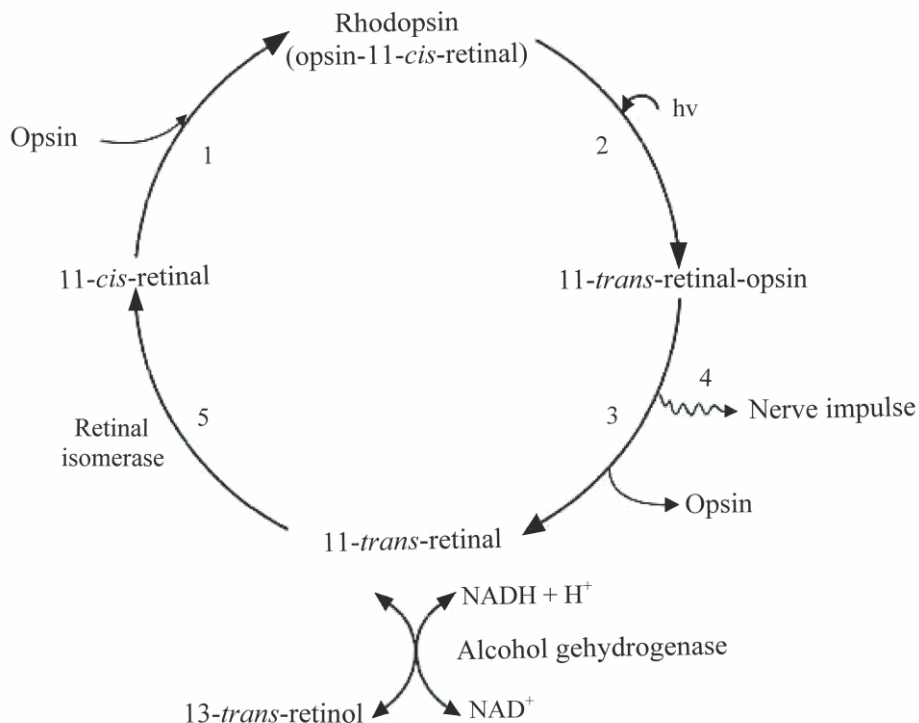 Rhodopsin
(opsin-11-cis-retinal)
hν
Opsin
1
2
11-cis-retinal
11-trans-retinal-opsin
4
Nerve impulse
3
5
Retinal
isomerase
Opsin
11-trans-retinal
NADH + H⁺
Alcohol gehydrogenase
13-trans-retinol
NAD⁺